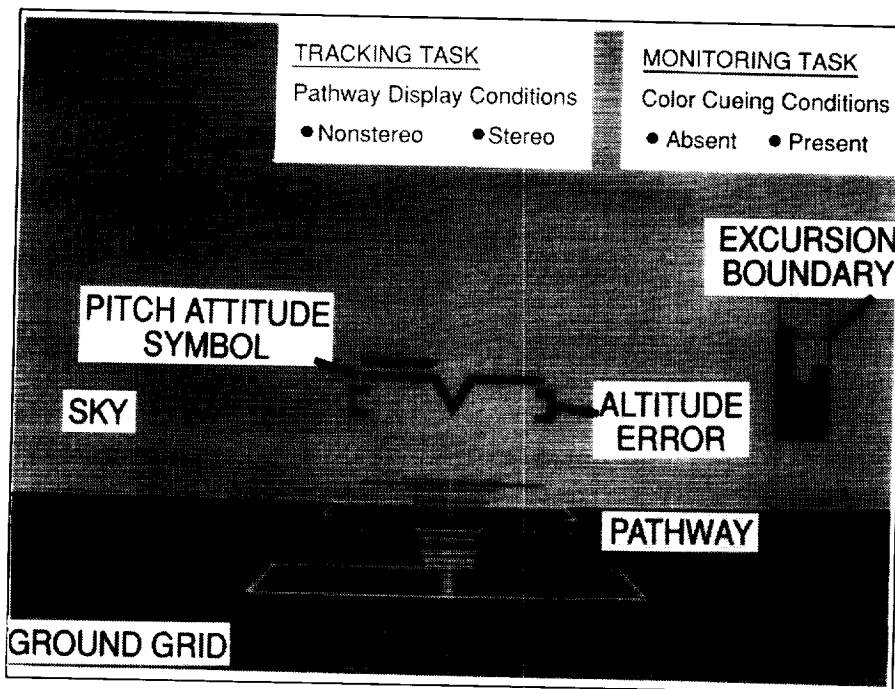 TRACKING TASK
Pathway Display Conditions
●Nonstereo ●Stereo
MONITORING TASK
Color Cueing Conditions
● Absent ● Present
EXCURSION
BOUNDARY
PITCH ATTITUDE
SYMBOL
SKY
ALTITUDE
ERROR
PATHWAY
GROUND GRID